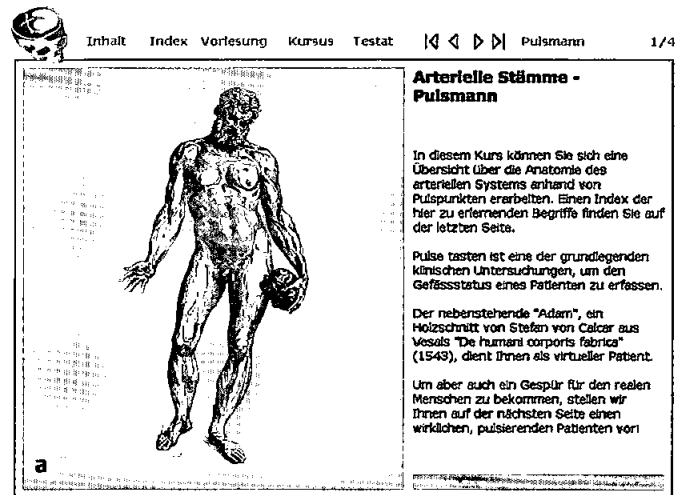 Inhalt Index Vorlesung Kursus Testat Pulsmann 1/4
Arterielle Stämme -
Pulsmann
In diesem Kurs können Sie sich eine
Übersicht über die Anatomie des
arteriellen Systems anhand von
Pulspunkten erarbeiten. Einen Index der
hier zu erlernenden Begriffe finden Sie auf
der letzten Seite.
Pulse tasten ist eine der grundlegenden
klinischen Untersuchungen, um den
Gefässstatus eines Patienten zu erfassen.
Der nebenstehende "Adam", ein
Holzschnitt von Stefan von Calcar aus
Vesals "De humani corporis fabrica"
(1543), dient Ihnen als virtueller Patient.
Um aber auch ein Gespür für den realen
Menschen zu bekommen, stellen wir
Ihnen auf der nächsten Seite einen
wirklichen, pulsierenden Patienten vor!
a